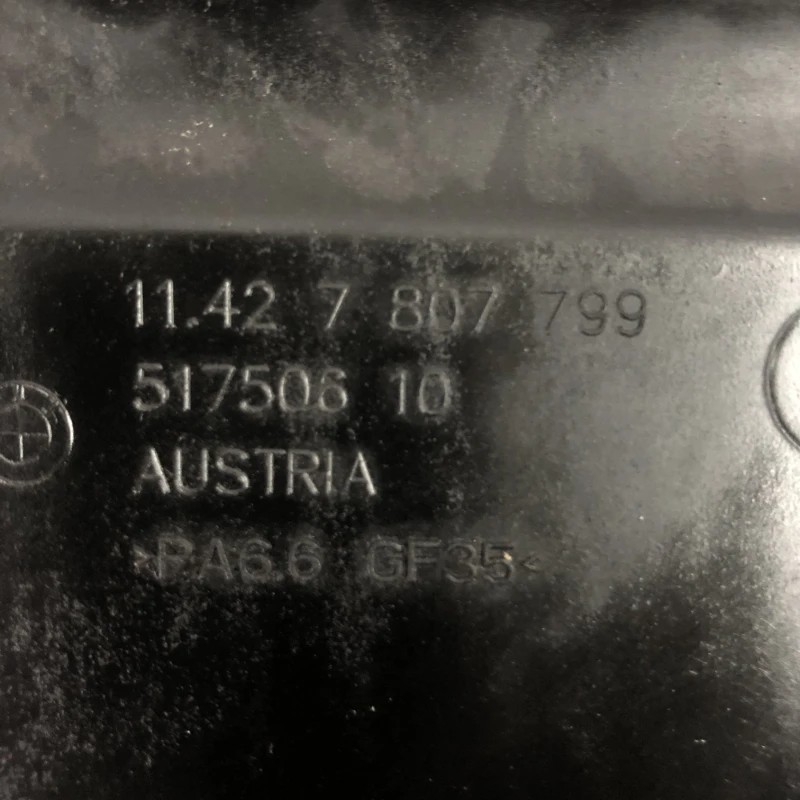 11.42 7 807 799
517506 10
AUSTRIA
>PA6.6 GF35<